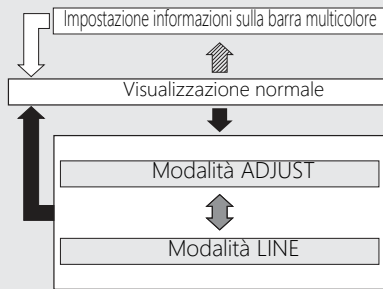 Impostazione informazioni sulla barra multicolore
Visualizzazione normale
Modalità ADJUST
Modalità LINE